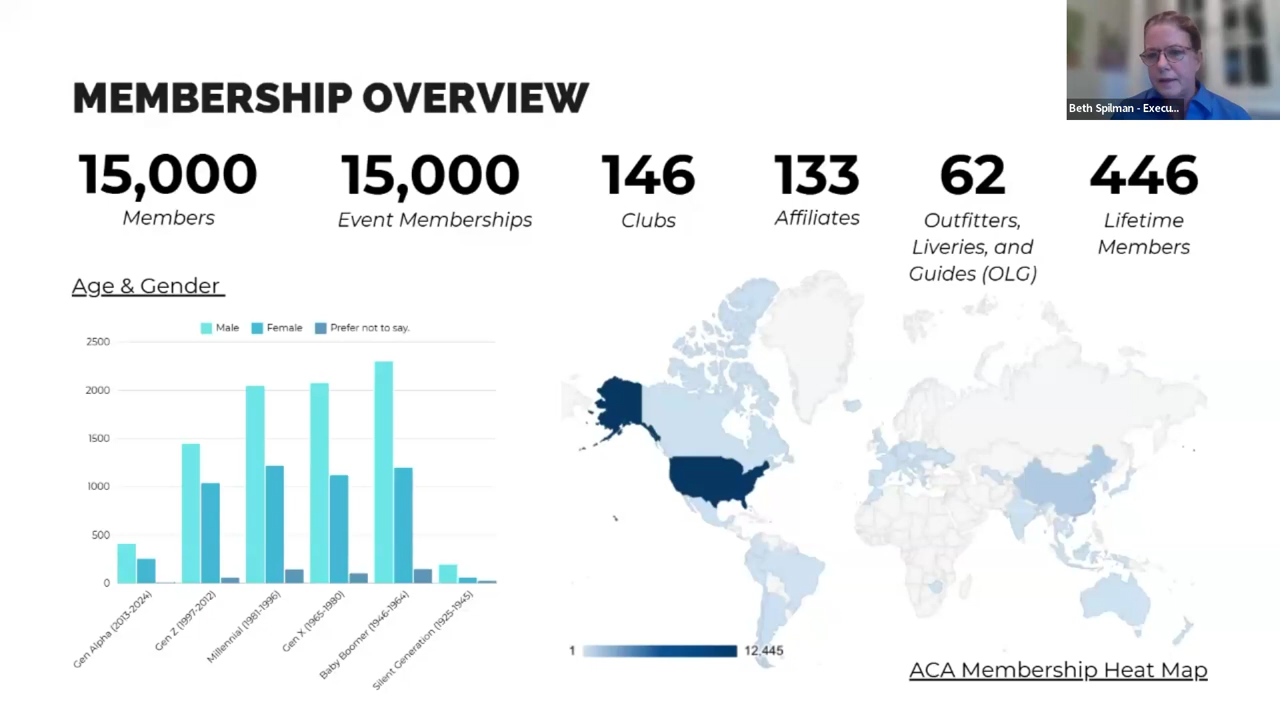 Beth Spilman - Execu...
MEMBERSHIP OVERVIEW
15,000
Members
15,000
Event Memberships
146
Clubs
133
Affiliates
62
Outfitters,
Liveries, and
Guides (OLG)
446
Lifetime
Members
Age & Gender
Male
Female
Prefer not to say.
2500
2000
1500
1000
500
0
Gen Alpha (2013-2024)
Gen Z (1997-2012)
Millennial (1981-1996)
Gen X (1965-1980)
Baby Boomer (1946-1964)
Silent Generation (1925-1945)
1
12,445
ACA Membership Heat Map